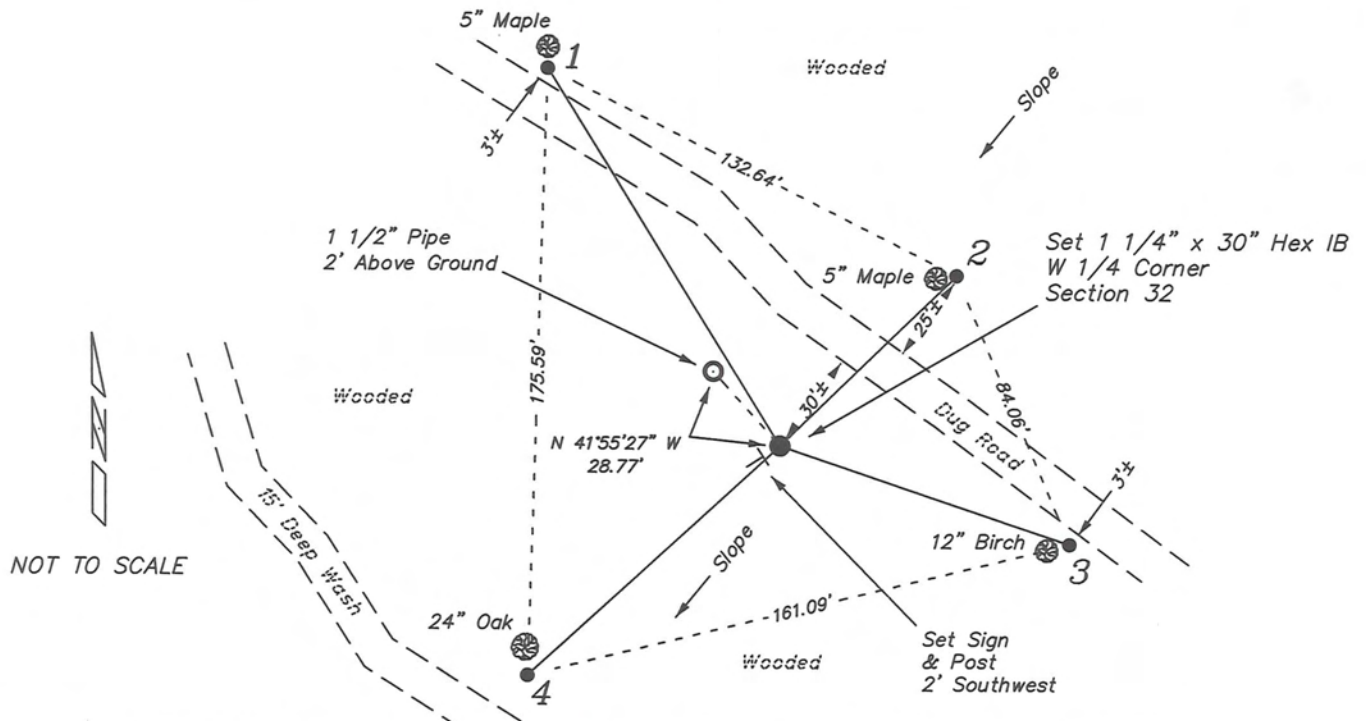 5" Maple
1
Wooded
Slope
3'±
132.64'
1 1/2" Pipe
2' Above Ground
2
5" Maple
Set 1 1/4" x 30" Hex IB
W 1/4 Corner
Section 32
25'±
175.59'
Wooded
30'±
84.06'
N 41°55'27" W
28.77'
Dug Road
3'±
N
NOT TO SCALE
15' Deep Wash
Slope
12" Birch
3
161.09'
24" Oak
4
Wooded
Set Sign
& Post
2' Southwest